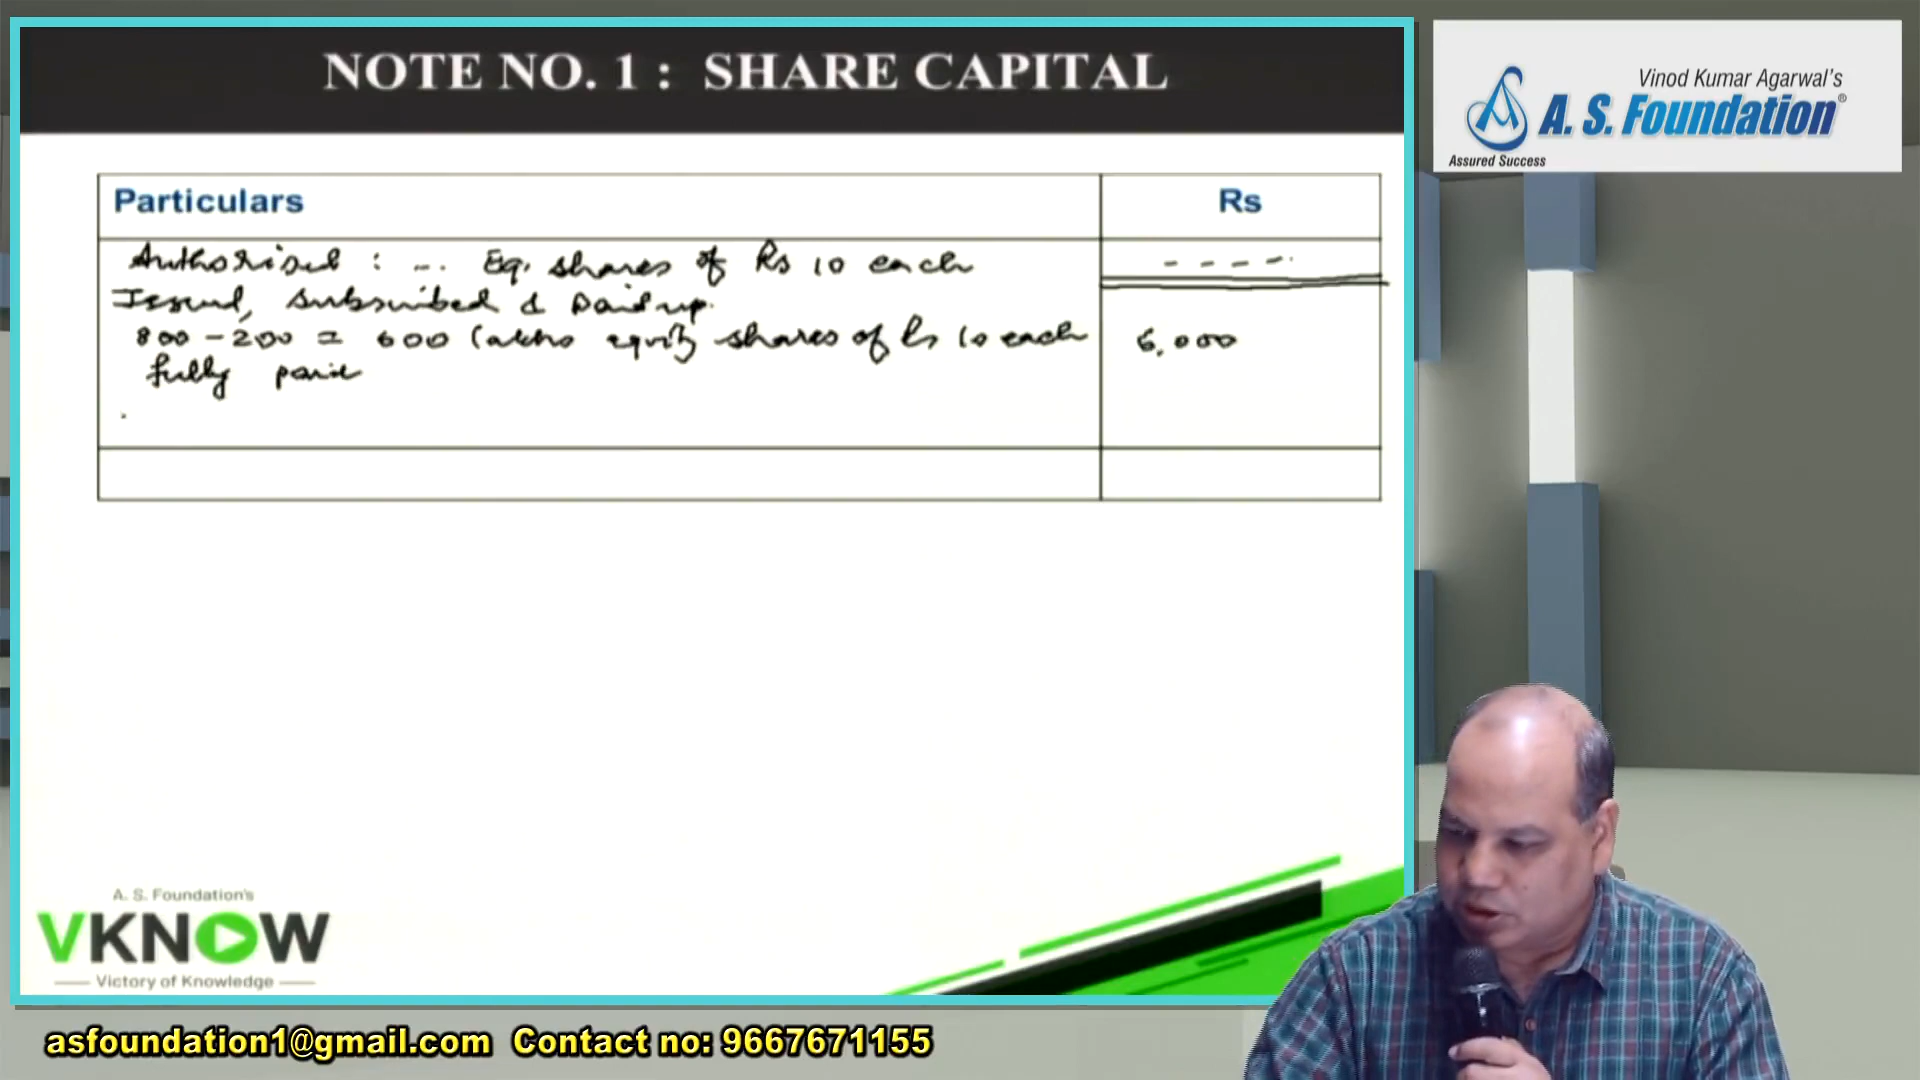 NOTE NO. 1 : SHARE CAPITAL
Vinod Kumar Agarwal's
A. S. Foundation®
Assured Success
Particulars Rs
Authorised : --- Eq. shares of Rs 10 each - - - -
Issued, subscribed & Paid up.
800 - 200 = 600 (lakhs equity shares of Rs 10 each 6,000
fully paid
A. S. Foundation's
VKNOW
Victory of Knowledge
asfoundation1@gmail.com Contact no: 9667671155